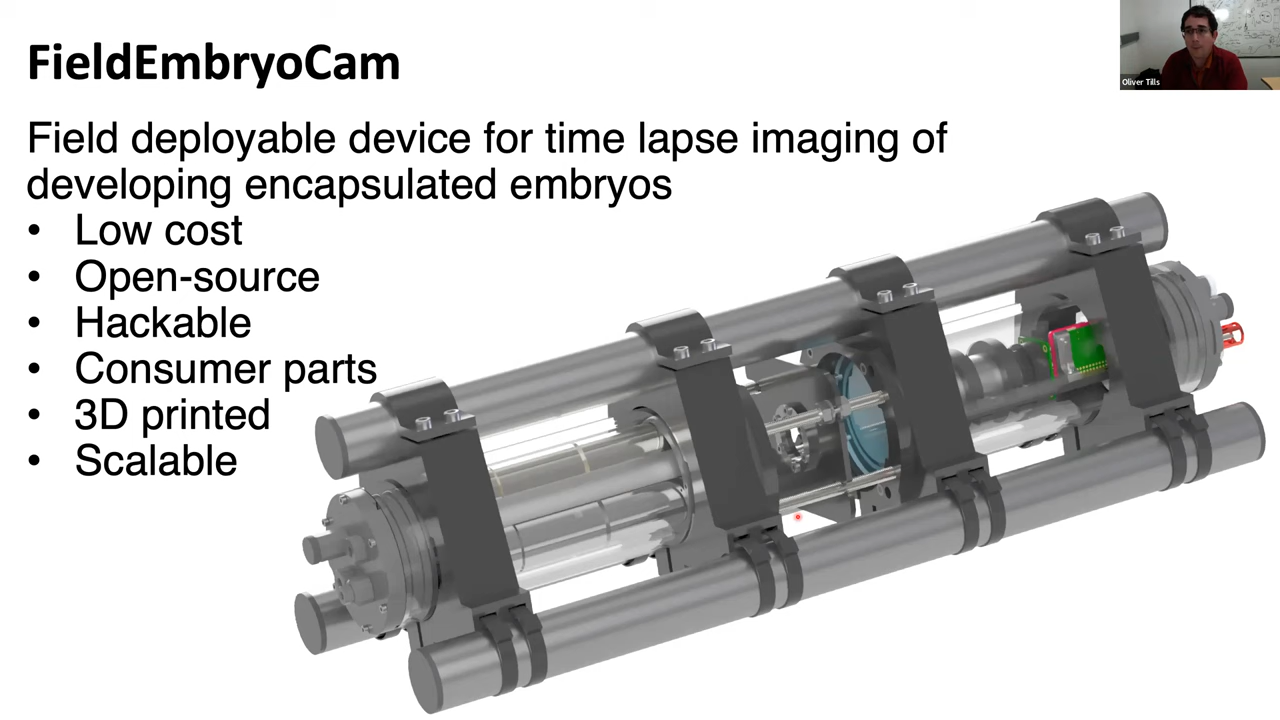 FieldEmbryoCam
Oliver Tills
Field deployable device for time lapse imaging of
developing encapsulated embryos
• Low cost
• Open-source
• Hackable
• Consumer parts
• 3D printed
• Scalable